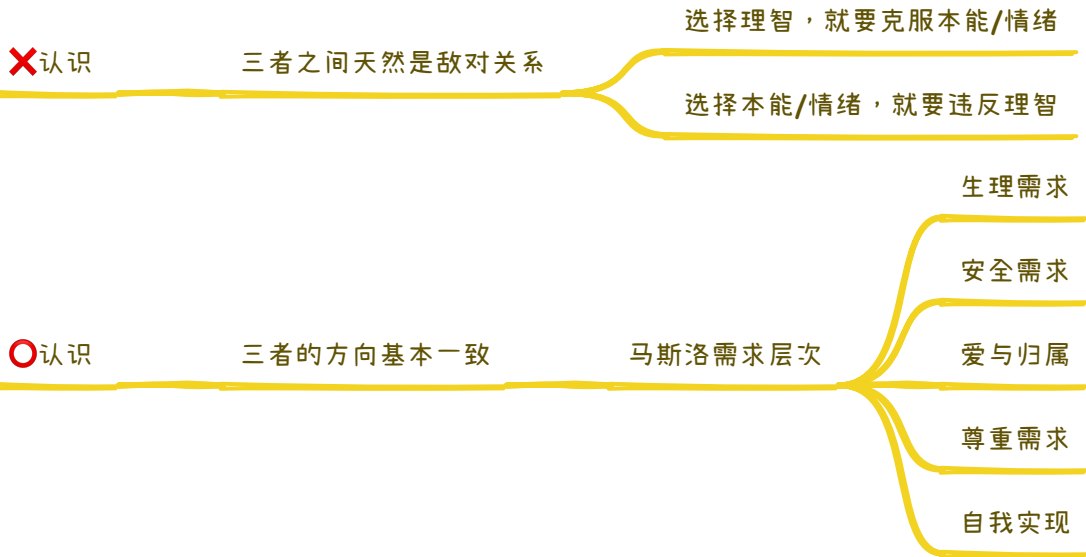 ❌认识
三者之间天然是敌对关系
选择理智，就要克服本能/情绪
选择本能/情绪，就要违反理智
⭕认识
三者的方向基本一致
马斯洛需求层次
生理需求
安全需求
爱与归属
尊重需求
自我实现